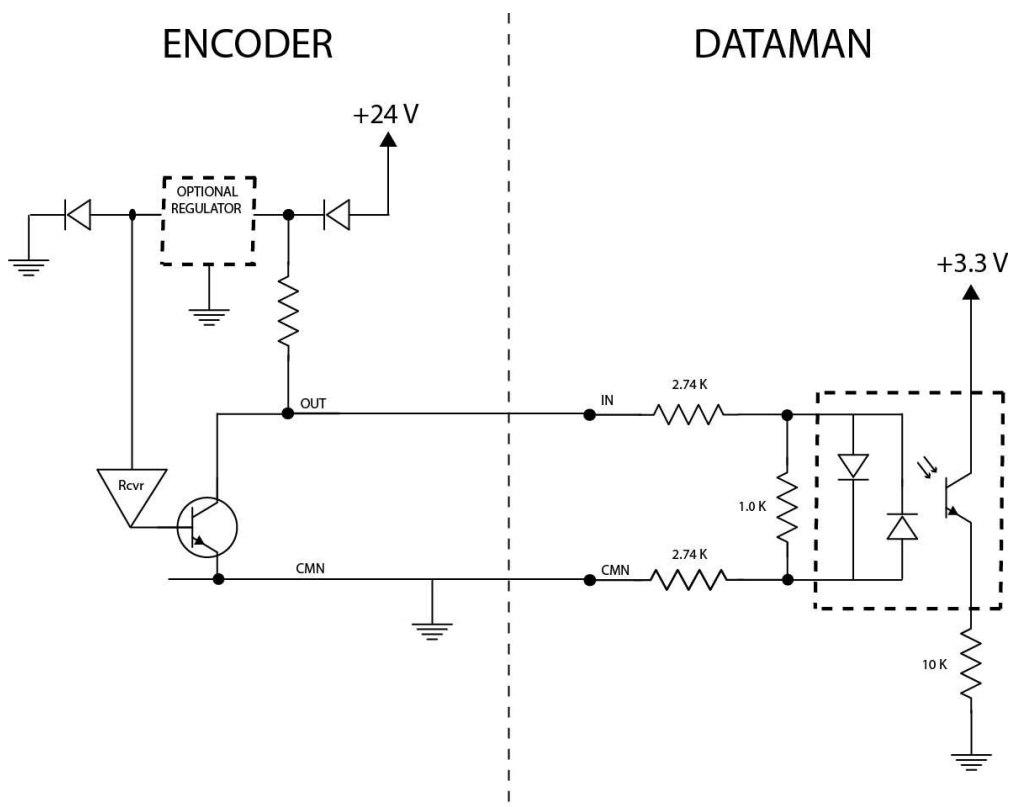 ENCODER
DATAMAN
+24 V
OPTIONAL
REGULATOR
+3.3 V
OUT
IN
2.74 K
Rcvr
1.0 K
CMN
CMN
2.74 K
10 K